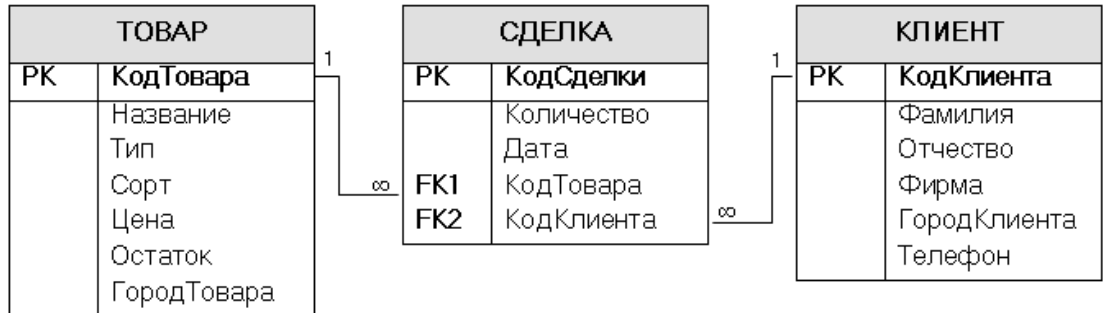 ТОВАР
PK КодТовара
Название
Тип
Сорт
Цена
Остаток
ГородТовара
1
∞
СДЕЛКА
PK КодСделки
Количество
Дата
FK1 КодТовара
FK2 КодКлиента
1
∞
КЛИЕНТ
PK КодКлиента
Фамилия
Отчество
Фирма
ГородКлиента
Телефон